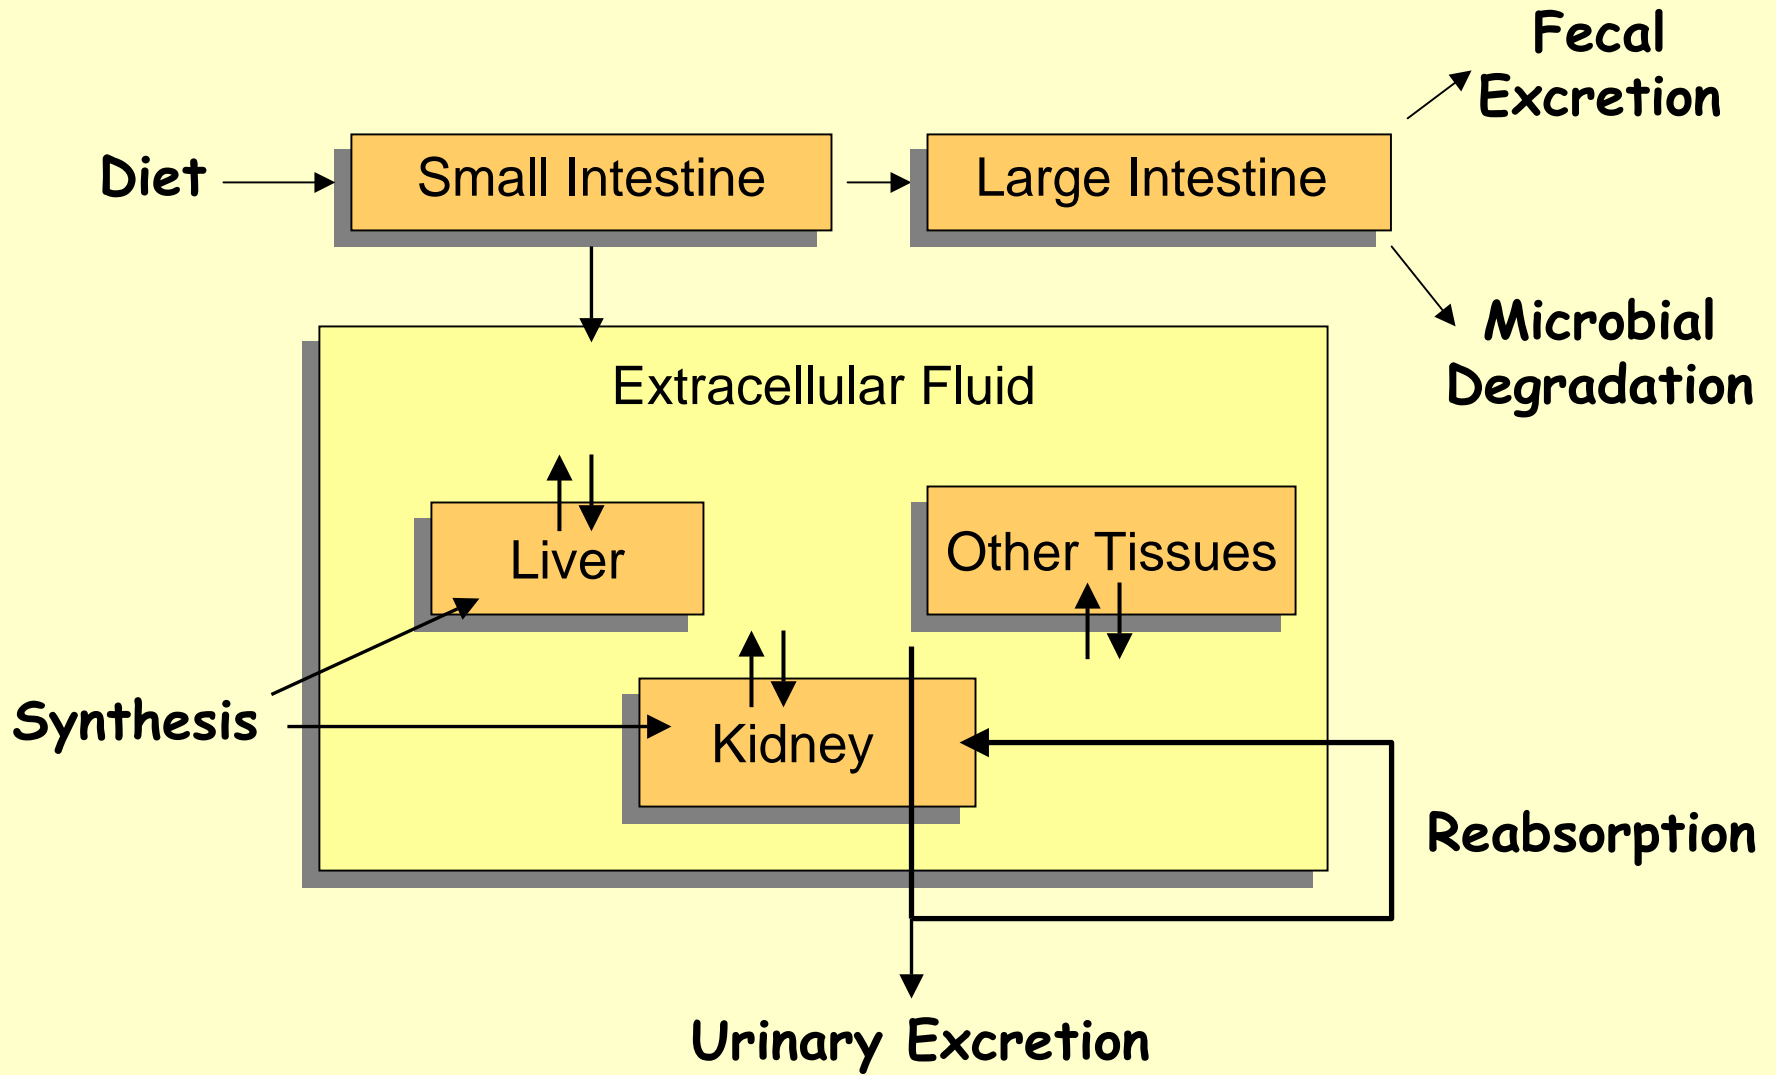 Fecal
Excretion
Diet
Small Intestine
Large Intestine
Microbial
Degradation
Extracellular Fluid
Liver
Other Tissues
Synthesis
Kidney
Reabsorption
Urinary Excretion